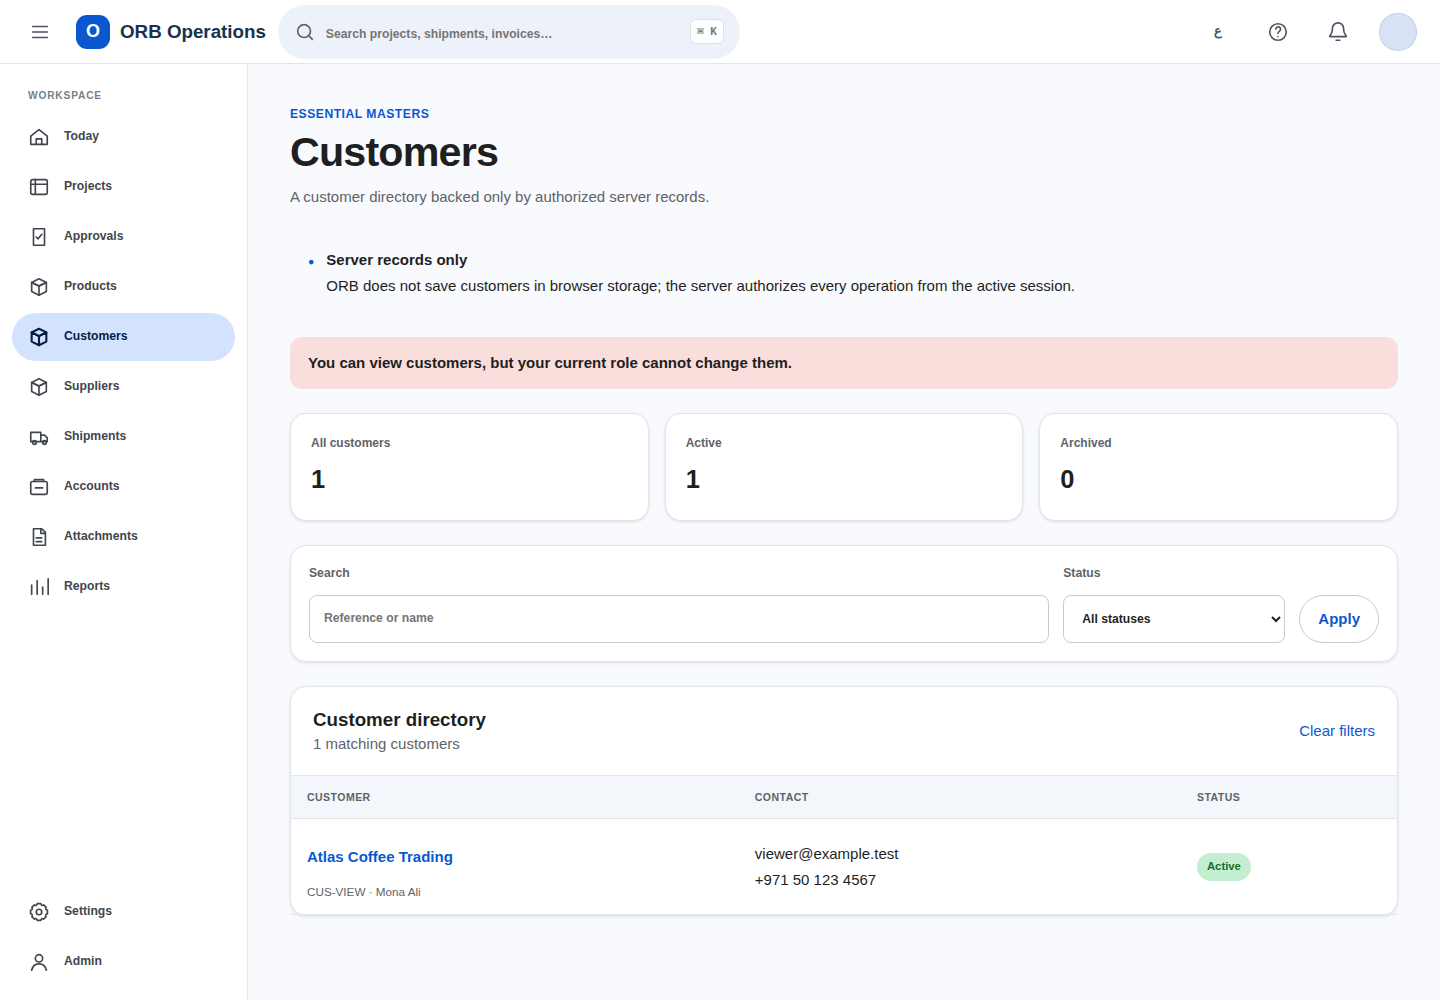 O ORB Operations
Search projects, shipments, invoices…
⌘ K
ع
WORKSPACE
Today
Projects
Approvals
Products
Customers
Suppliers
Shipments
Accounts
Attachments
Reports
Settings
Admin
ESSENTIAL MASTERS
Customers
A customer directory backed only by authorized server records.
• Server records only
ORB does not save customers in browser storage; the server authorizes every operation from the active session.
You can view customers, but your current role cannot change them.
All customers
1
Active
1
Archived
0
Search
Reference or name
Status
All statuses
Apply
Customer directory
1 matching customers
Clear filters
CUSTOMER CONTACT STATUS
Atlas Coffee Trading
CUS-VIEW · Mona Ali
viewer@example.test
+971 50 123 4567
Active